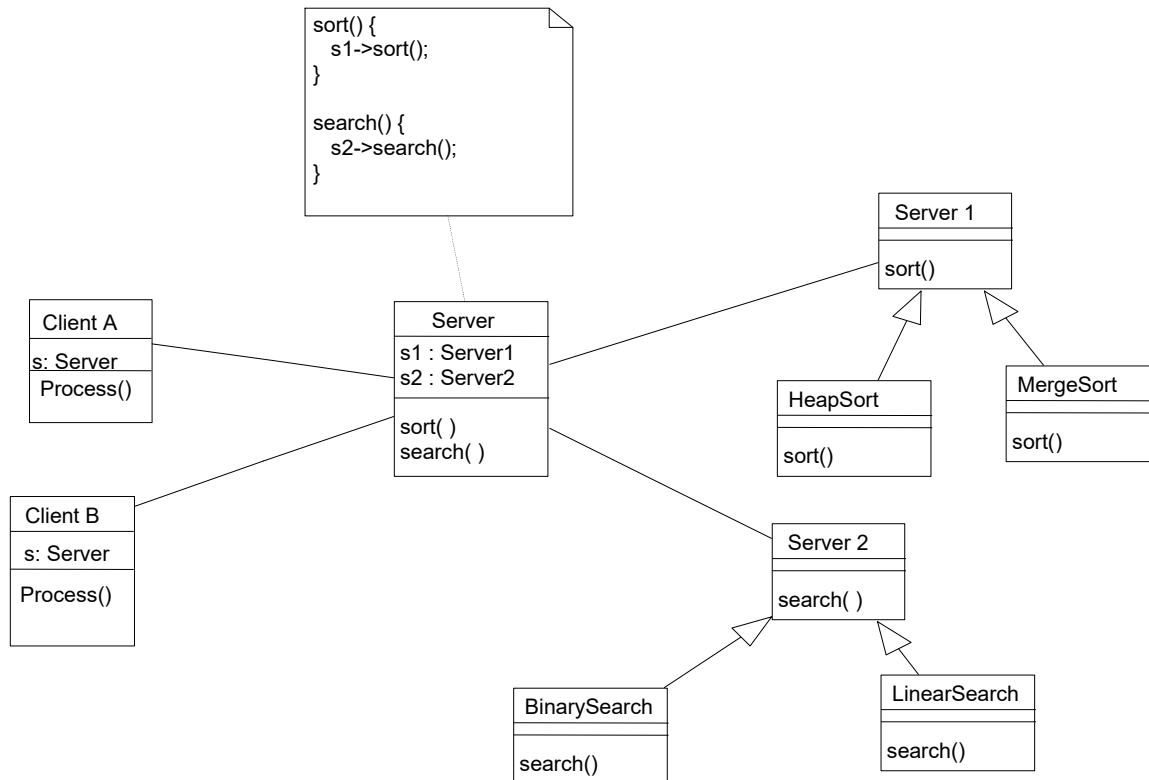 sort() {
s1->sort();
}
search() {
s2->search();
}
Server 1
sort()
Client A
s: Server
Process()
Server
s1 : Server1
s2 : Server2
sort( )
search( )
HeapSort
sort()
MergeSort
sort()
Client B
s: Server
Process()
Server 2
search( )
BinarySearch
search()
LinearSearch
search()